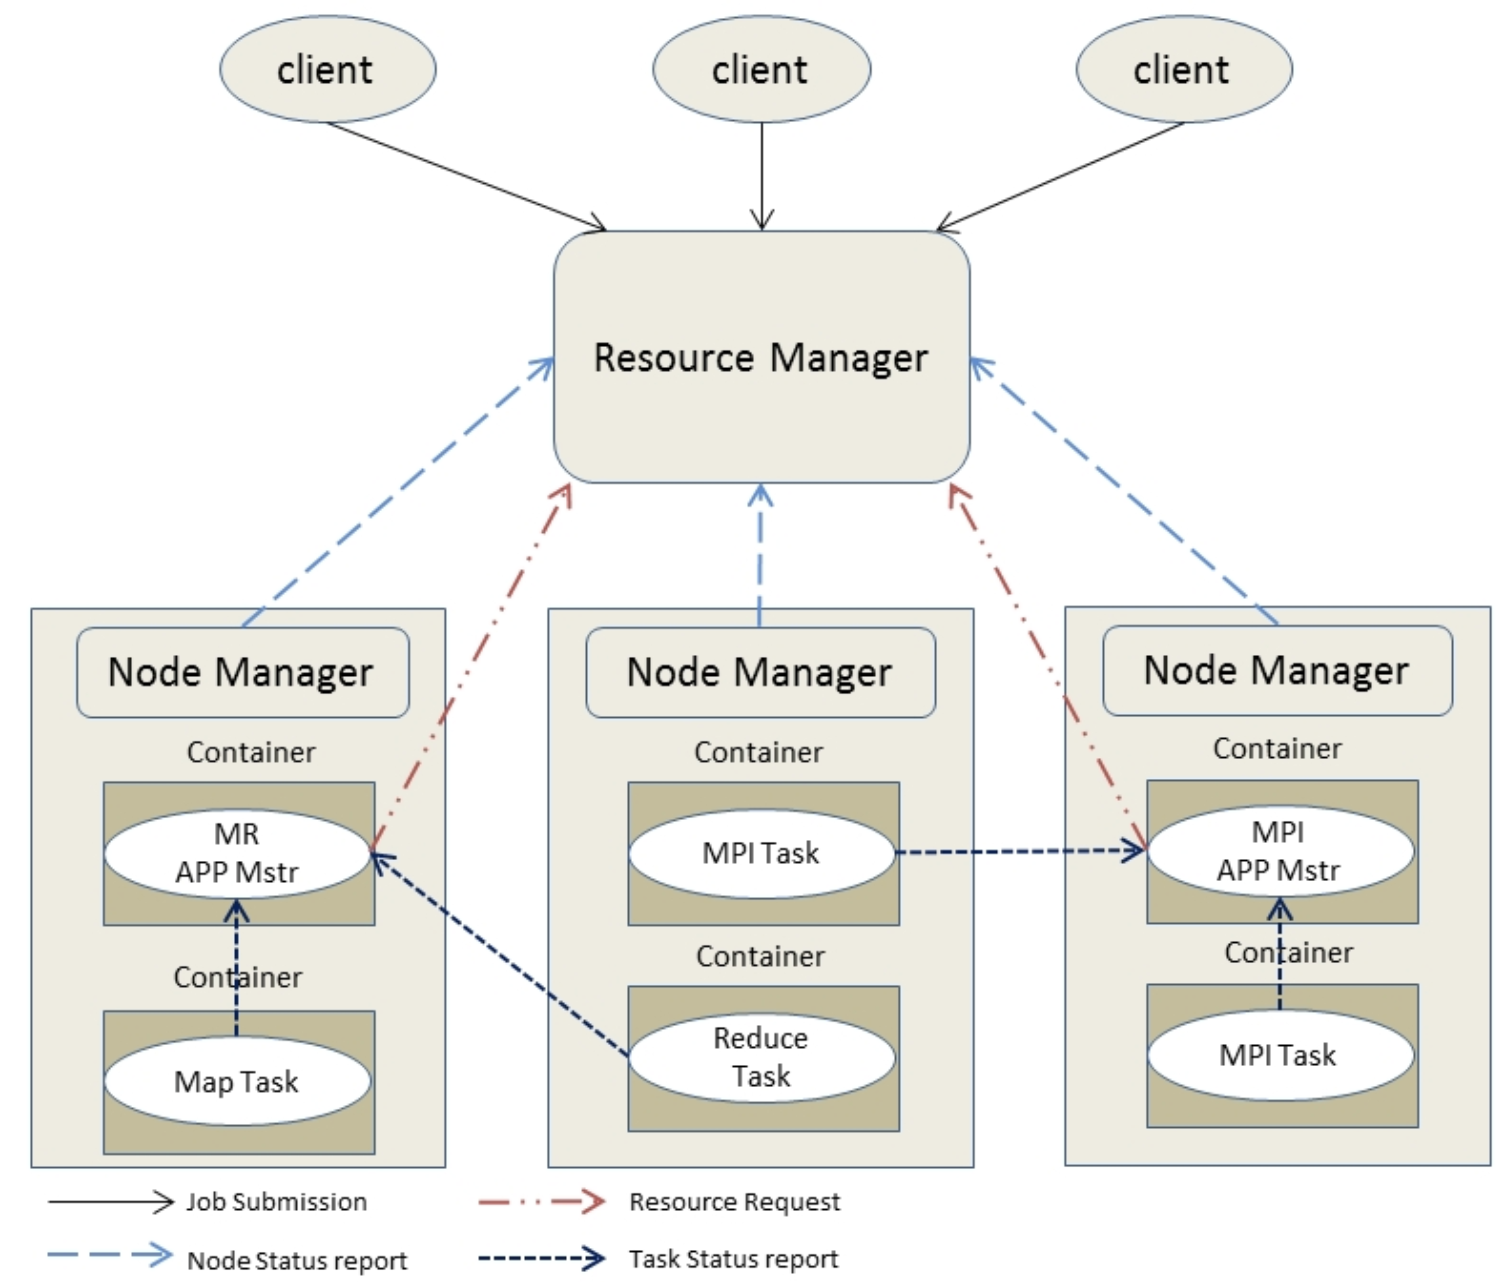 client
client
client
Resource Manager
Node Manager
Container
MR
APP Mstr
Container
Map Task
Node Manager
Container
MPI Task
Container
Reduce
Task
Node Manager
Container
MPI
APP Mstr
Container
MPI Task
Job Submission
Resource Request
Node Status report
Task Status report